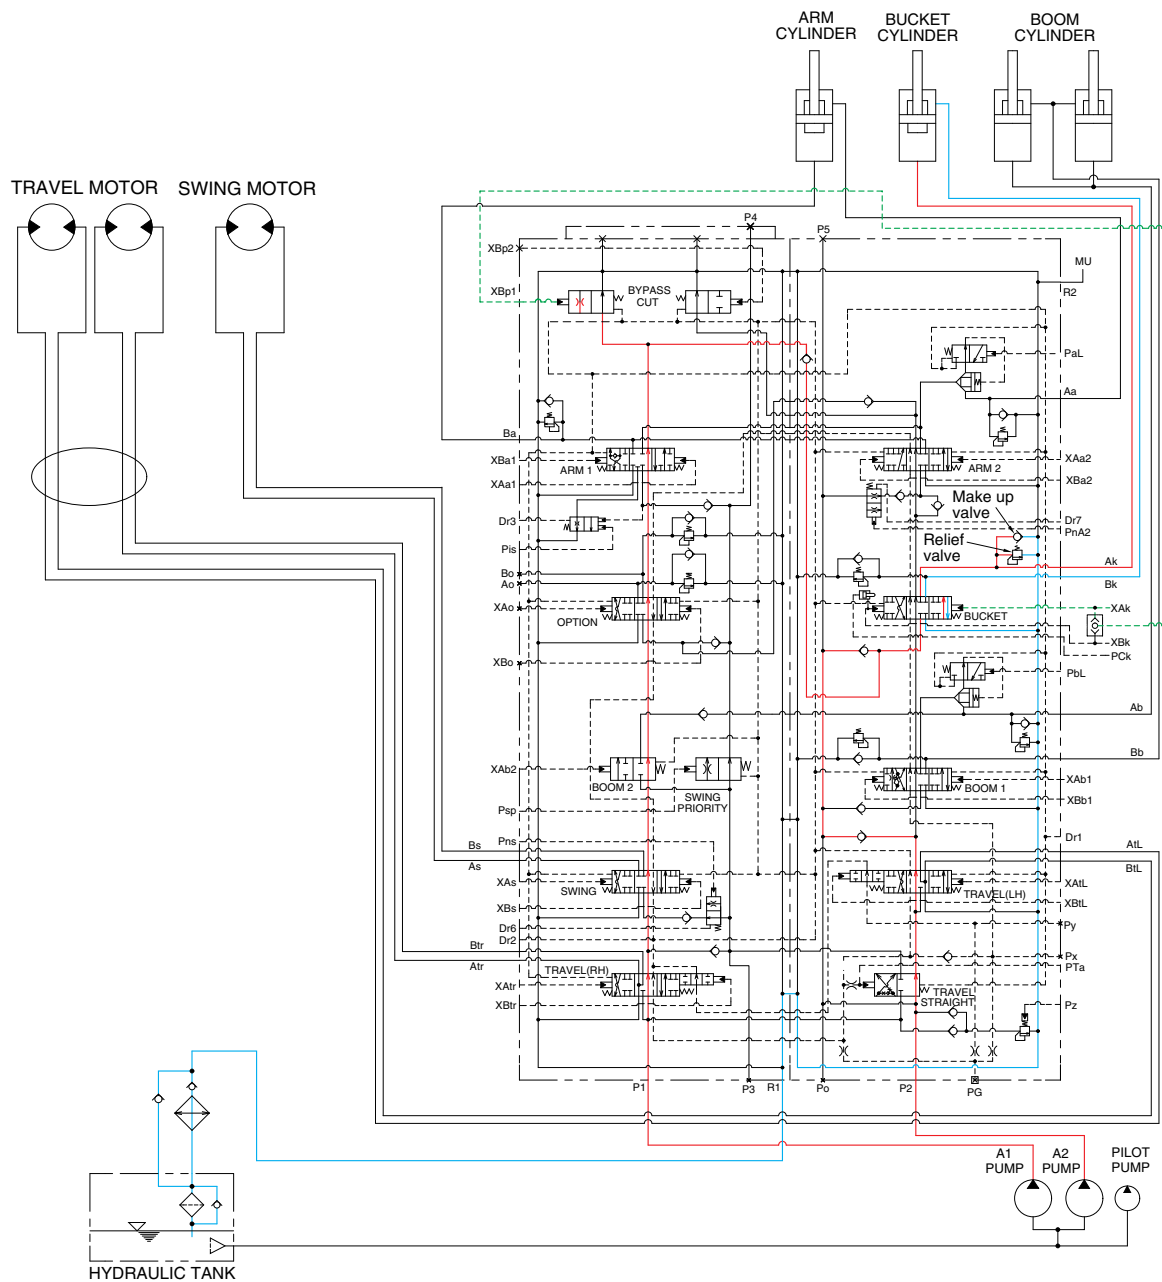 ARM
CYLINDER
BUCKET
CYLINDER
BOOM
CYLINDER
TRAVEL MOTOR
SWING MOTOR
P4
P5
XBp2
MU
XBp1
BYPASS
CUT
R2
PaL
Aa
Ba
XBa1
ARM 1
ARM 2
XAa2
XAa1
XBa2
Make up
valve
Dr3
Dr7
PnA2
Relief
valve
Pis
Ak
Bo
Ao
Bk
XAo
OPTION
BUCKET
XAk
XBk
XBo
PCk
PbL
Ab
Bb
XAb2
BOOM 2
SWING
PRIORITY
BOOM 1
XAb1
XBb1
Psp
Pns
Dr1
Bs
As
AtL
BtL
XAs
SWING
TRAVEL(LH)
XAtL
XBs
XBtL
Dr6
Dr2
Py
Btr
Atr
Px
PTa
TRAVEL(RH)
XAtr
TRAVEL
STRAIGHT
XBtr
Pz
P1
P3
R1
Po
P2
PG
A1
PUMP
A2
PUMP
PILOT
PUMP
HYDRAULIC TANK